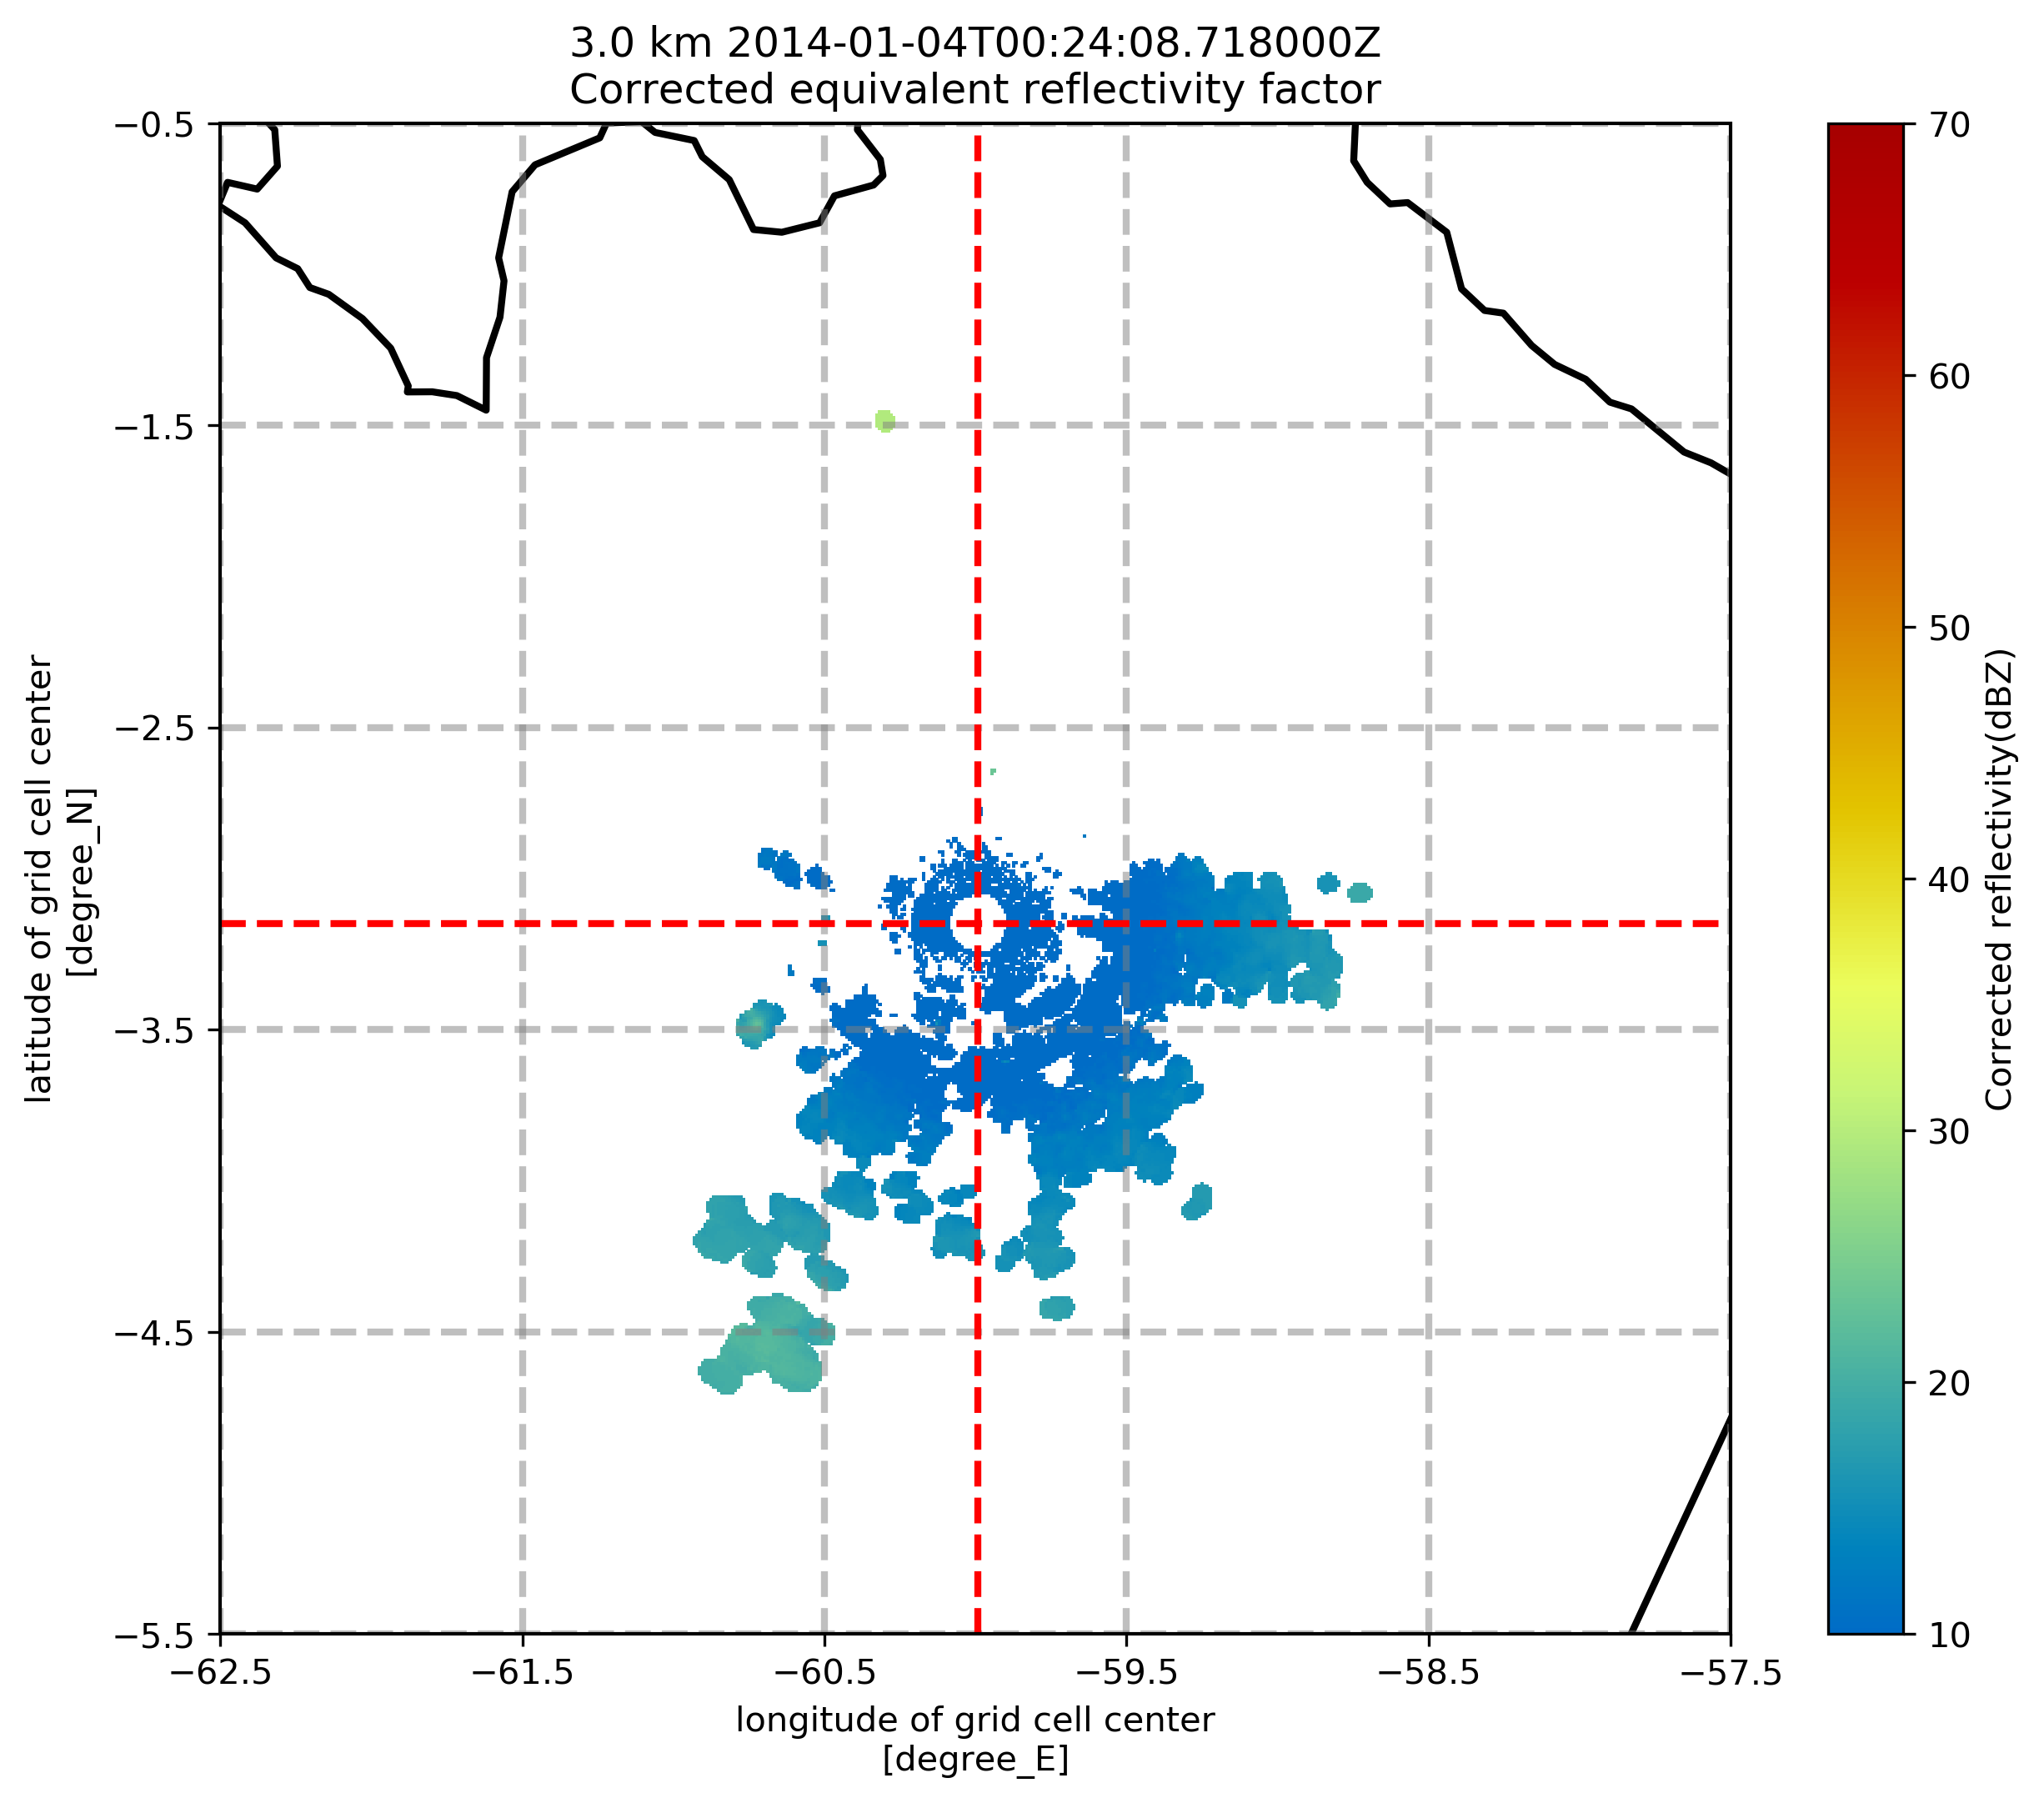 3.0 km 2014-01-04T00:24:08.718000Z
Corrected equivalent reflectivity factor
−0.5
−1.5
−2.5
−3.5
−4.5
−5.5
latitude of grid cell center
[degree_N]
−62.5
−61.5
−60.5
−59.5
−58.5
−57.5
longitude of grid cell center
[degree_E]
70
60
50
40
30
20
10
Corrected reflectivity(dBZ)